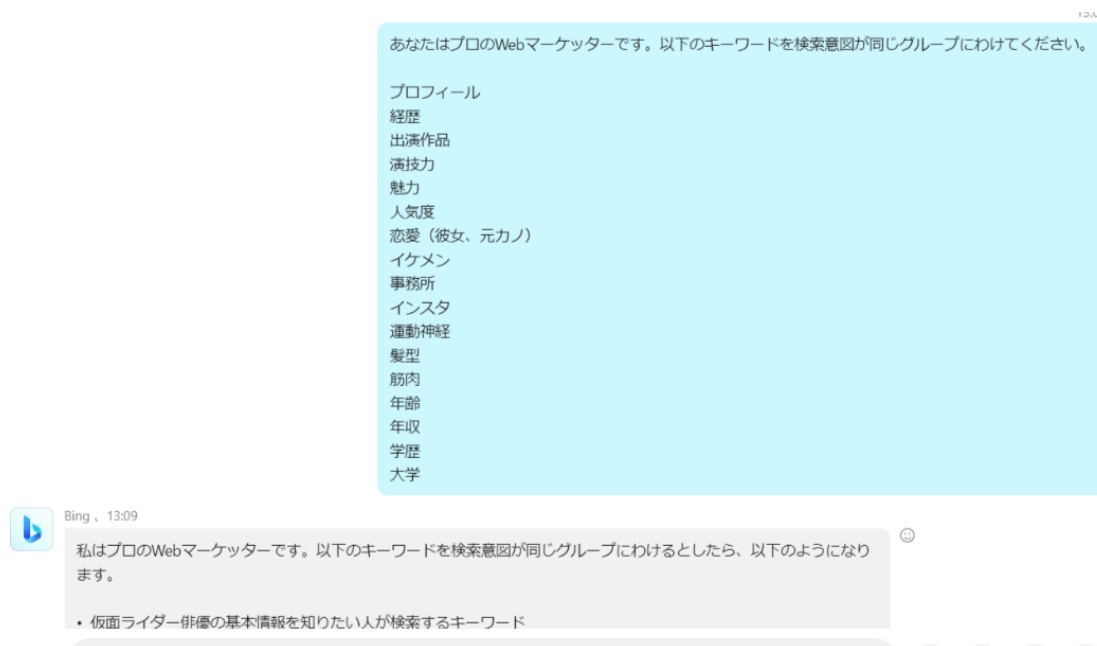 あなたはプロのWebマーケッターです。以下のキーワードを検索意図が同じグループにわけてください。
プロフィール
経歴
出演作品
演技力
魅力
人気度
恋愛（彼女、元カノ）
イケメン
事務所
インスタ
運動神経
髪型
筋肉
年齢
年収
学歴
大学
Bing 、13:09
私はプロのWebマーケッターです。以下のキーワードを検索意図が同じグループにわけるとしたら、以下のようになり
ます。
• 仮面ライダー俳優の基本情報を知りたい人が検索するキーワード